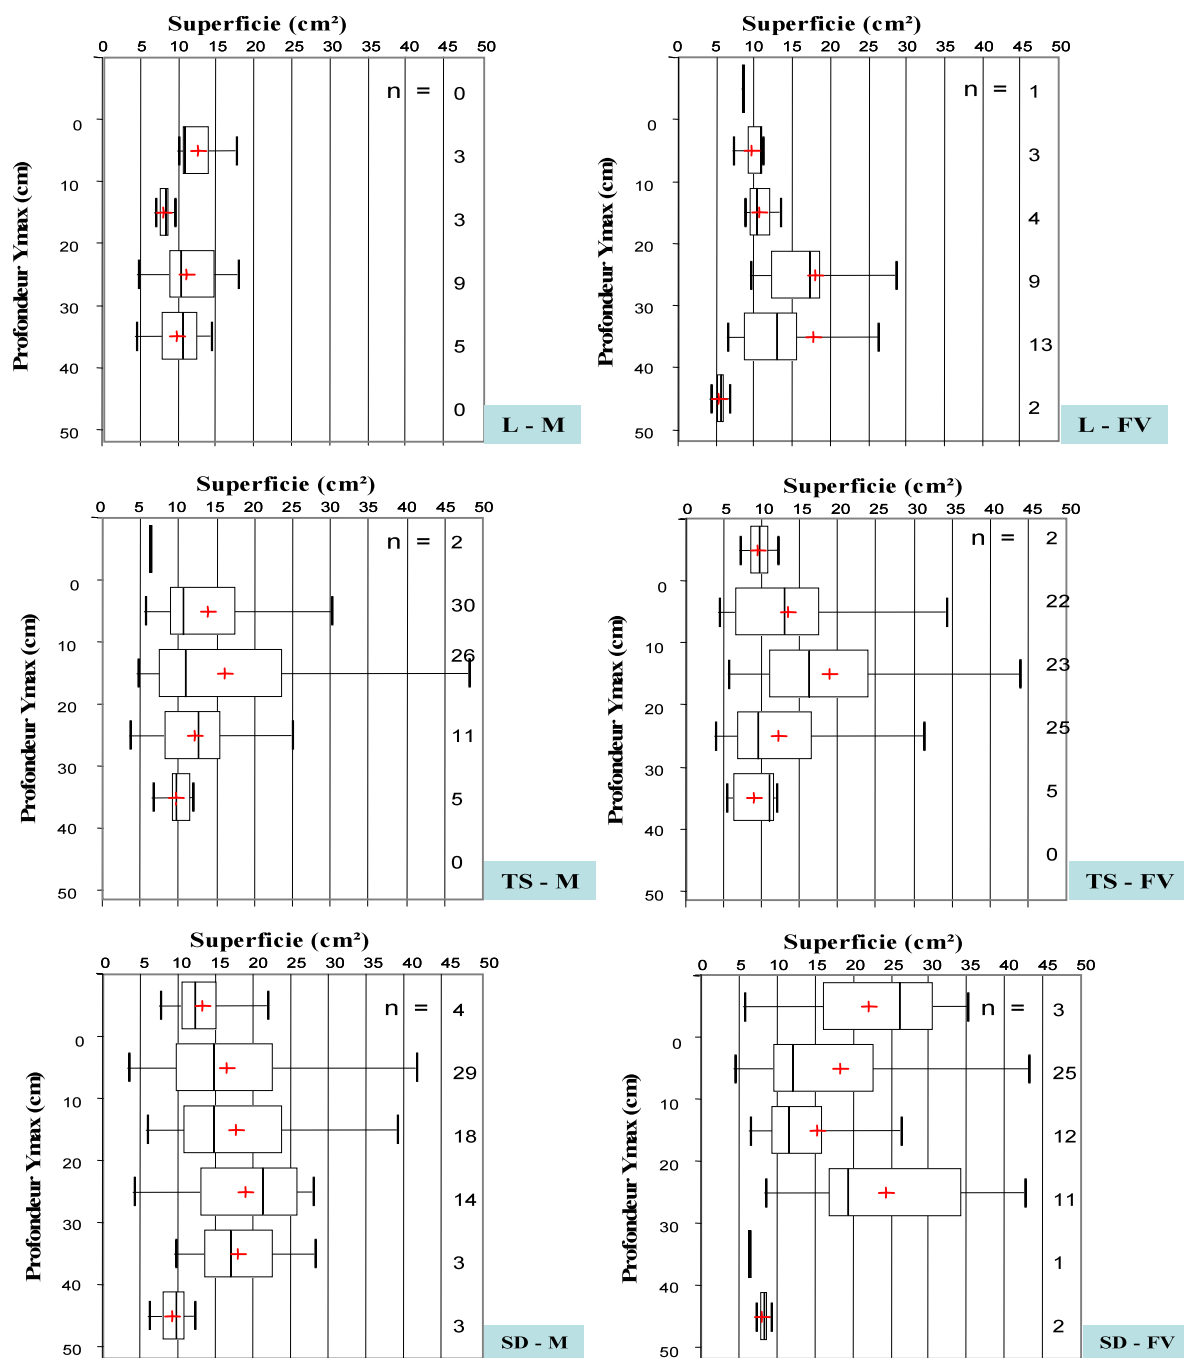 Superficie (cm²)
0 5 10 15 20 25 30 35 40 45 50
n = 0
0
3
10
3
20
9
30
5
40
0
50
Profondeur Ymax (cm)
L - M
Superficie (cm²)
0 5 10 15 20 25 30 35 40 45 50
n = 1
0
3
10
4
20
9
30
13
40
2
50
Profondeur Ymax (cm)
L - FV
Superficie (cm²)
0 5 10 15 20 25 30 35 40 45 50
n = 2
0
30
10
26
20
11
30
5
40
0
50
Profondeur Ymax (cm)
TS - M
Superficie (cm²)
0 5 10 15 20 25 30 35 40 45 50
n = 2
0
22
10
23
20
25
30
5
40
0
50
Profondeur Ymax (cm)
TS - FV
Superficie (cm²)
0 5 10 15 20 25 30 35 40 45 50
n = 4
0
29
10
18
20
14
30
3
40
3
50
Profondeur Ymax (cm)
SD - M
Superficie (cm²)
0 5 10 15 20 25 30 35 40 45 50
n = 3
0
25
10
12
20
11
30
1
40
2
50
Profondeur Ymax (cm)
SD - FV